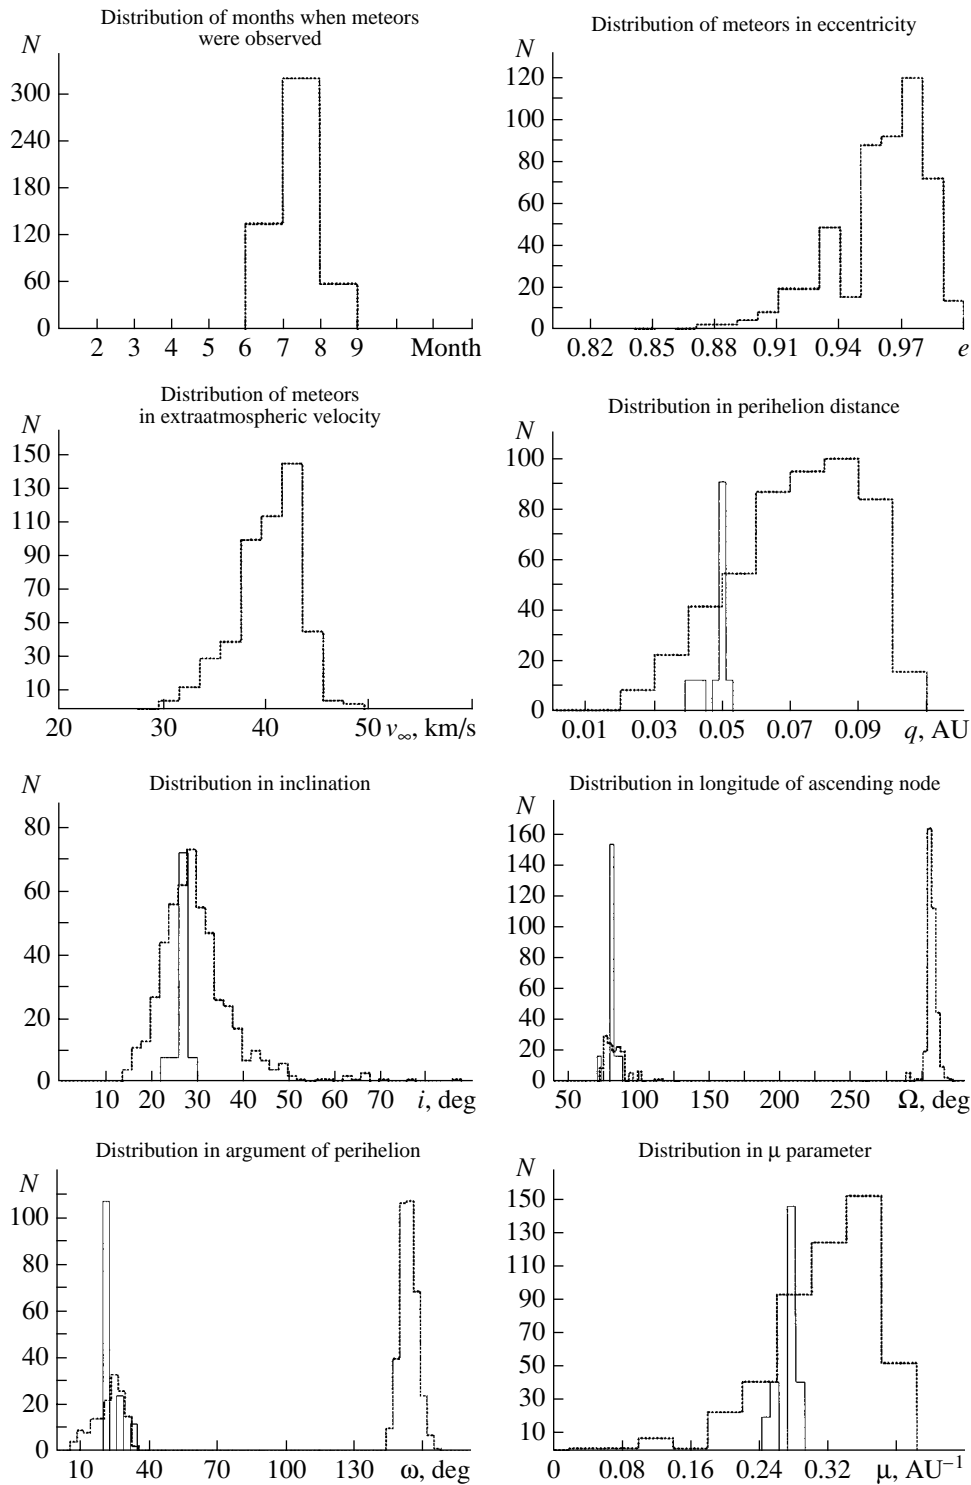 Distribution of months when meteors
were observed
N
300
240
180
120
60
0
2 3 4 5 6 7 8 9 Month
Distribution of meteors in eccentricity
N
120
100
80
60
40
20
0
0.82 0.85 0.88 0.91 0.94 0.97 e
Distribution of meteors
in extraatmospheric velocity
N
150
130
110
90
70
50
30
10
20 30 40 50 v∞, km/s
Distribution in perihelion distance
N
100
80
60
40
20
0
0.01 0.03 0.05 0.07 0.09 q, AU
Distribution in inclination
N
80
60
40
20
0
10 20 30 40 50 60 70 i, deg
Distribution in longitude of ascending node
N
160
140
120
100
80
60
40
20
0
50 100 150 200 250 Ω, deg
Distribution in argument of perihelion
N
100
80
60
40
20
0
10 40 70 100 130 ω, deg
Distribution in μ parameter
N
150
130
110
90
70
50
30
10
0 0.08 0.16 0.24 0.32 μ, AU⁻¹